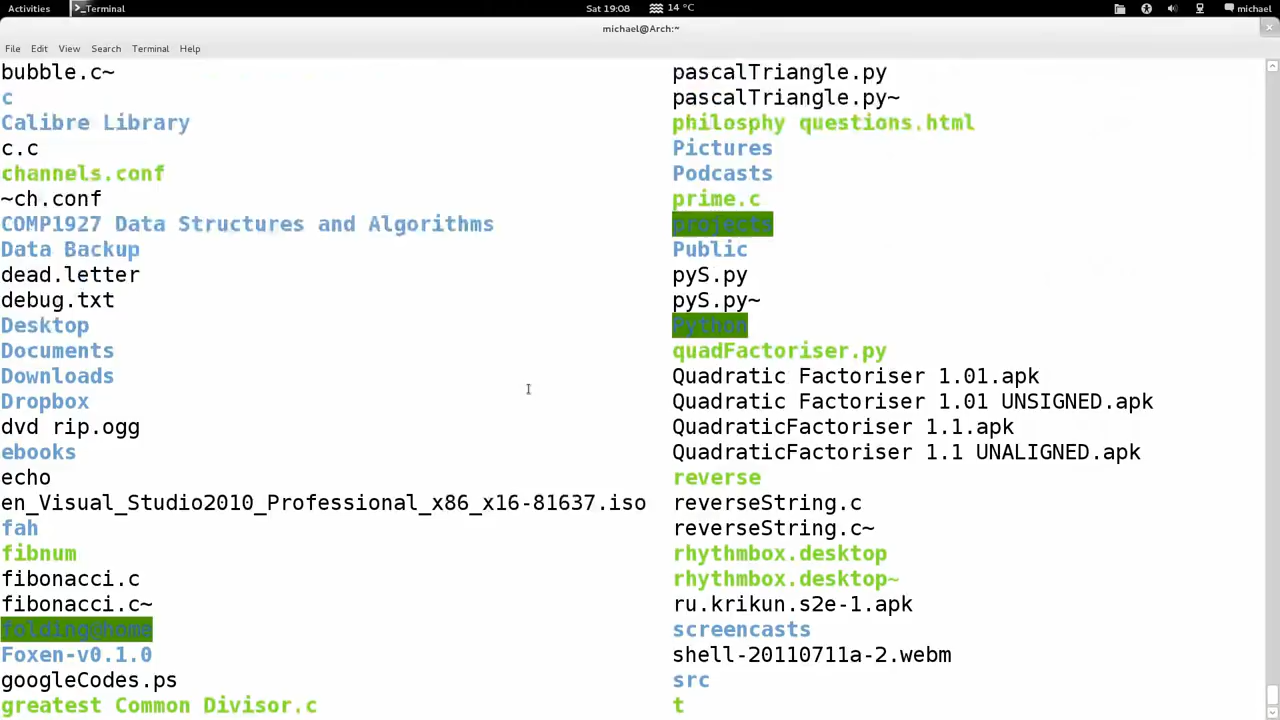 Activities
Terminal
Sat 19:08
14 °C
michael
michael@Arch:~
File Edit View Search Terminal Help
bubble.c~
c
Calibre Library
c.c
channels.conf
~ch.conf
COMP1927 Data Structures and Algorithms
Data Backup
dead.letter
debug.txt
Desktop
Documents
Downloads
Dropbox
dvd rip.ogg
ebooks
echo
en_Visual_Studio2010_Professional_x86_x16-81637.iso
fah
fibnum
fibonacci.c
fibonacci.c~
folding@home
Foxen-v0.1.0
googleCodes.ps
greatest Common Divisor.c
pascalTriangle.py
pascalTriangle.py~
philosphy questions.html
Pictures
Podcasts
prime.c
projects
Public
pyS.py
pyS.py~
Python
quadFactoriser.py
Quadratic Factoriser 1.01.apk
Quadratic Factoriser 1.01 UNSIGNED.apk
QuadraticFactoriser 1.1.apk
QuadraticFactoriser 1.1 UNALIGNED.apk
reverse
reverseString.c
reverseString.c~
rhythmbox.desktop
rhythmbox.desktop~
ru.krikun.s2e-1.apk
screencasts
shell-20110711a-2.webm
src
t